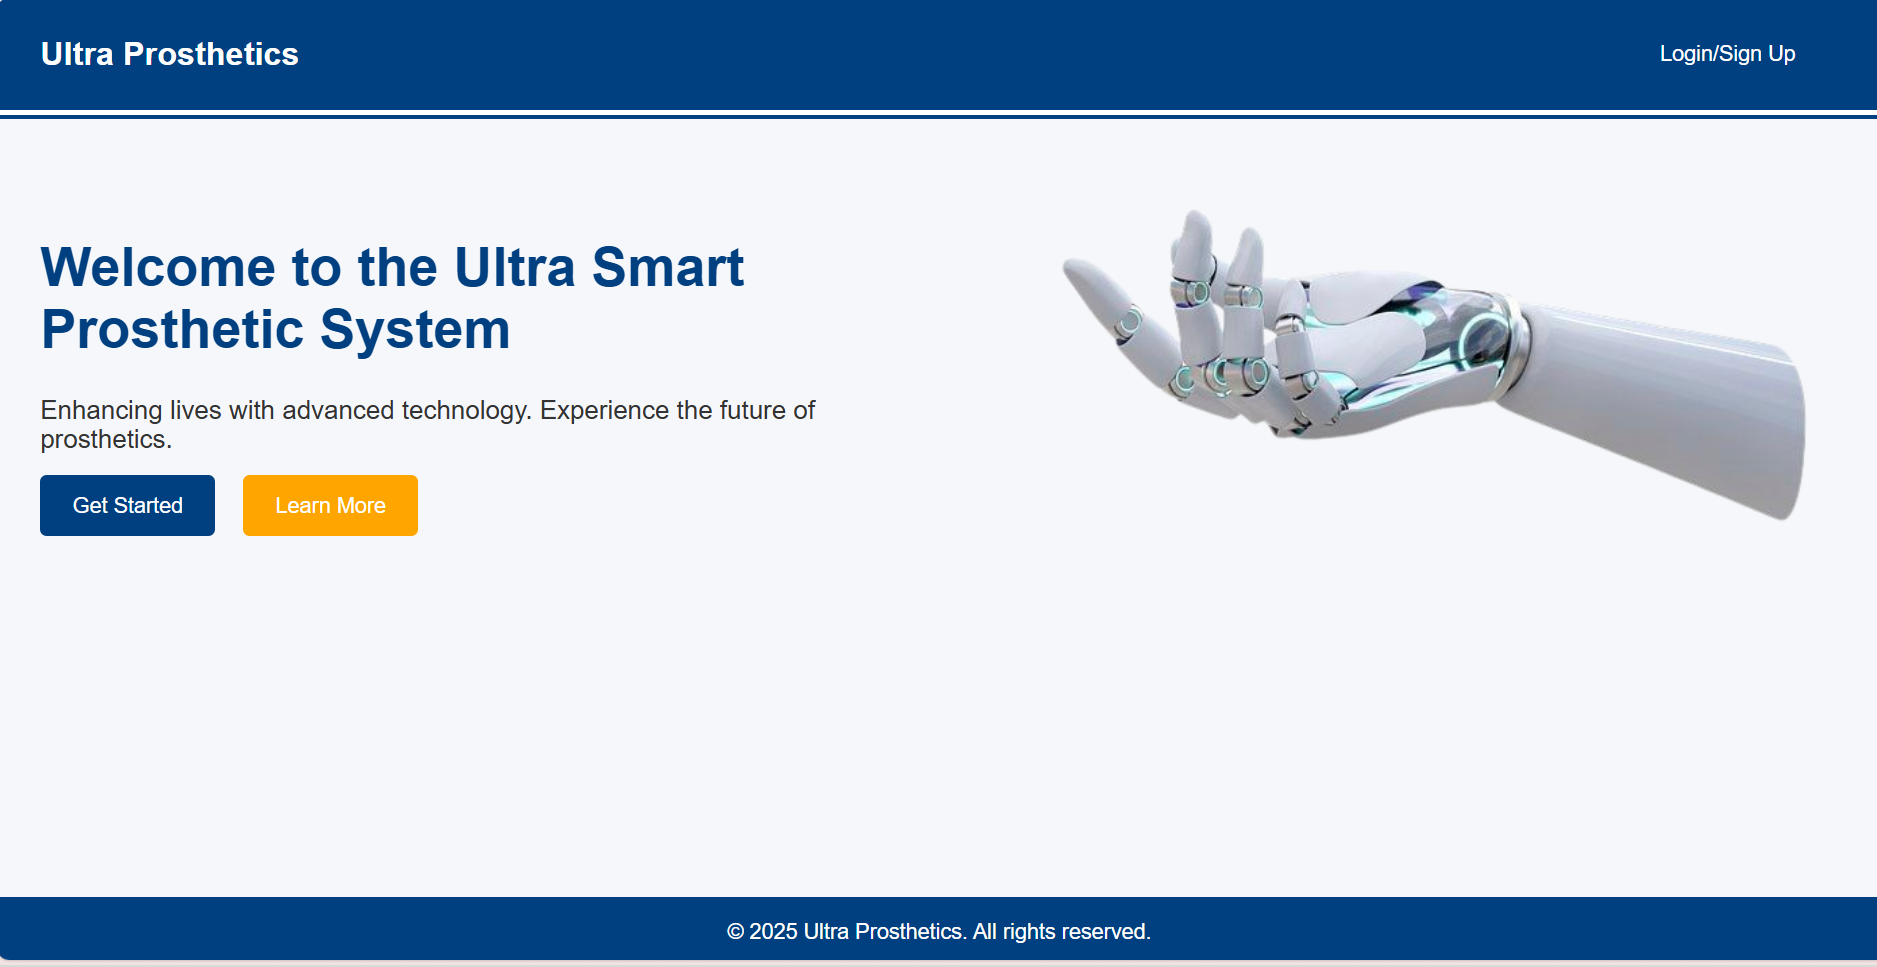 Ultra Prosthetics
Login/Sign Up
Welcome to the Ultra Smart
Prosthetic System
Enhancing lives with advanced technology. Experience the future of
prosthetics.
Get Started
Learn More
© 2025 Ultra Prosthetics. All rights reserved.